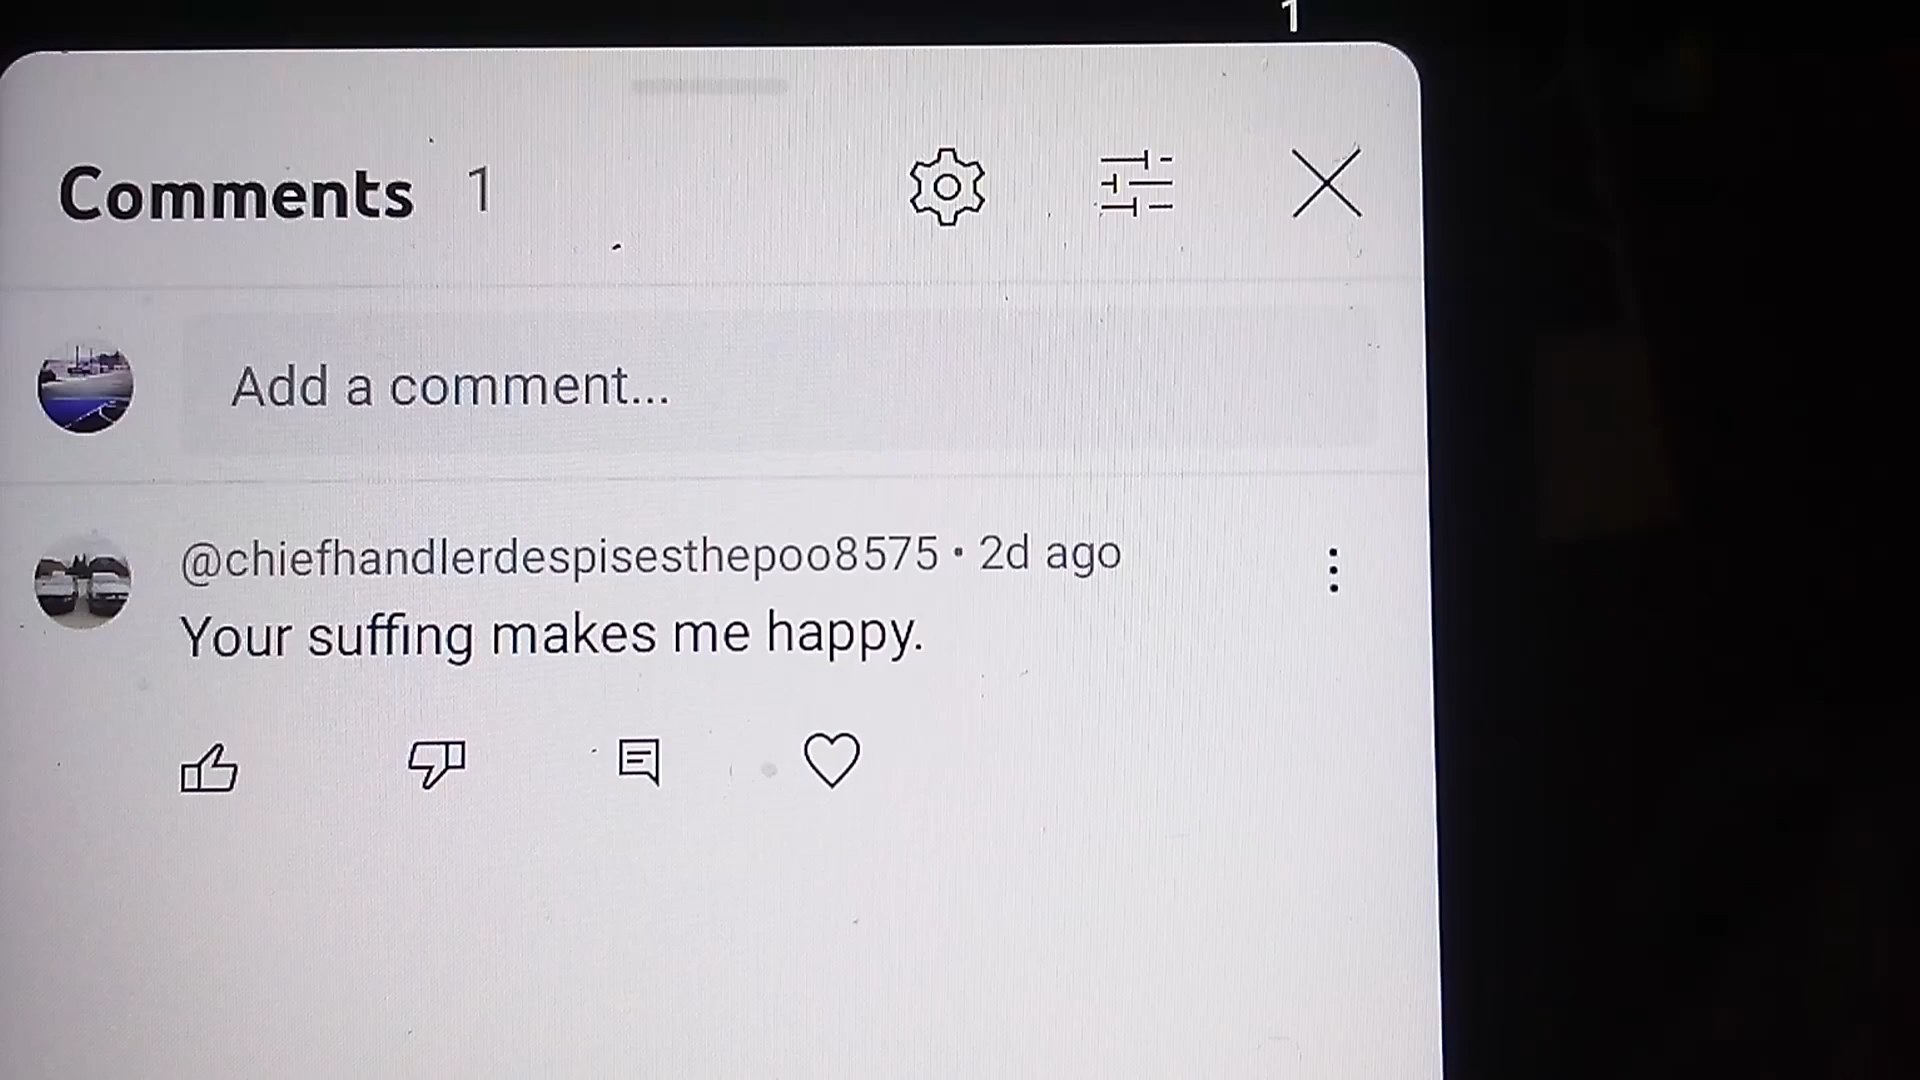 1
Comments 1
Add a comment...
@chiefhandlerdespisesthepoo8575 • 2d ago
Your suffing makes me happy.